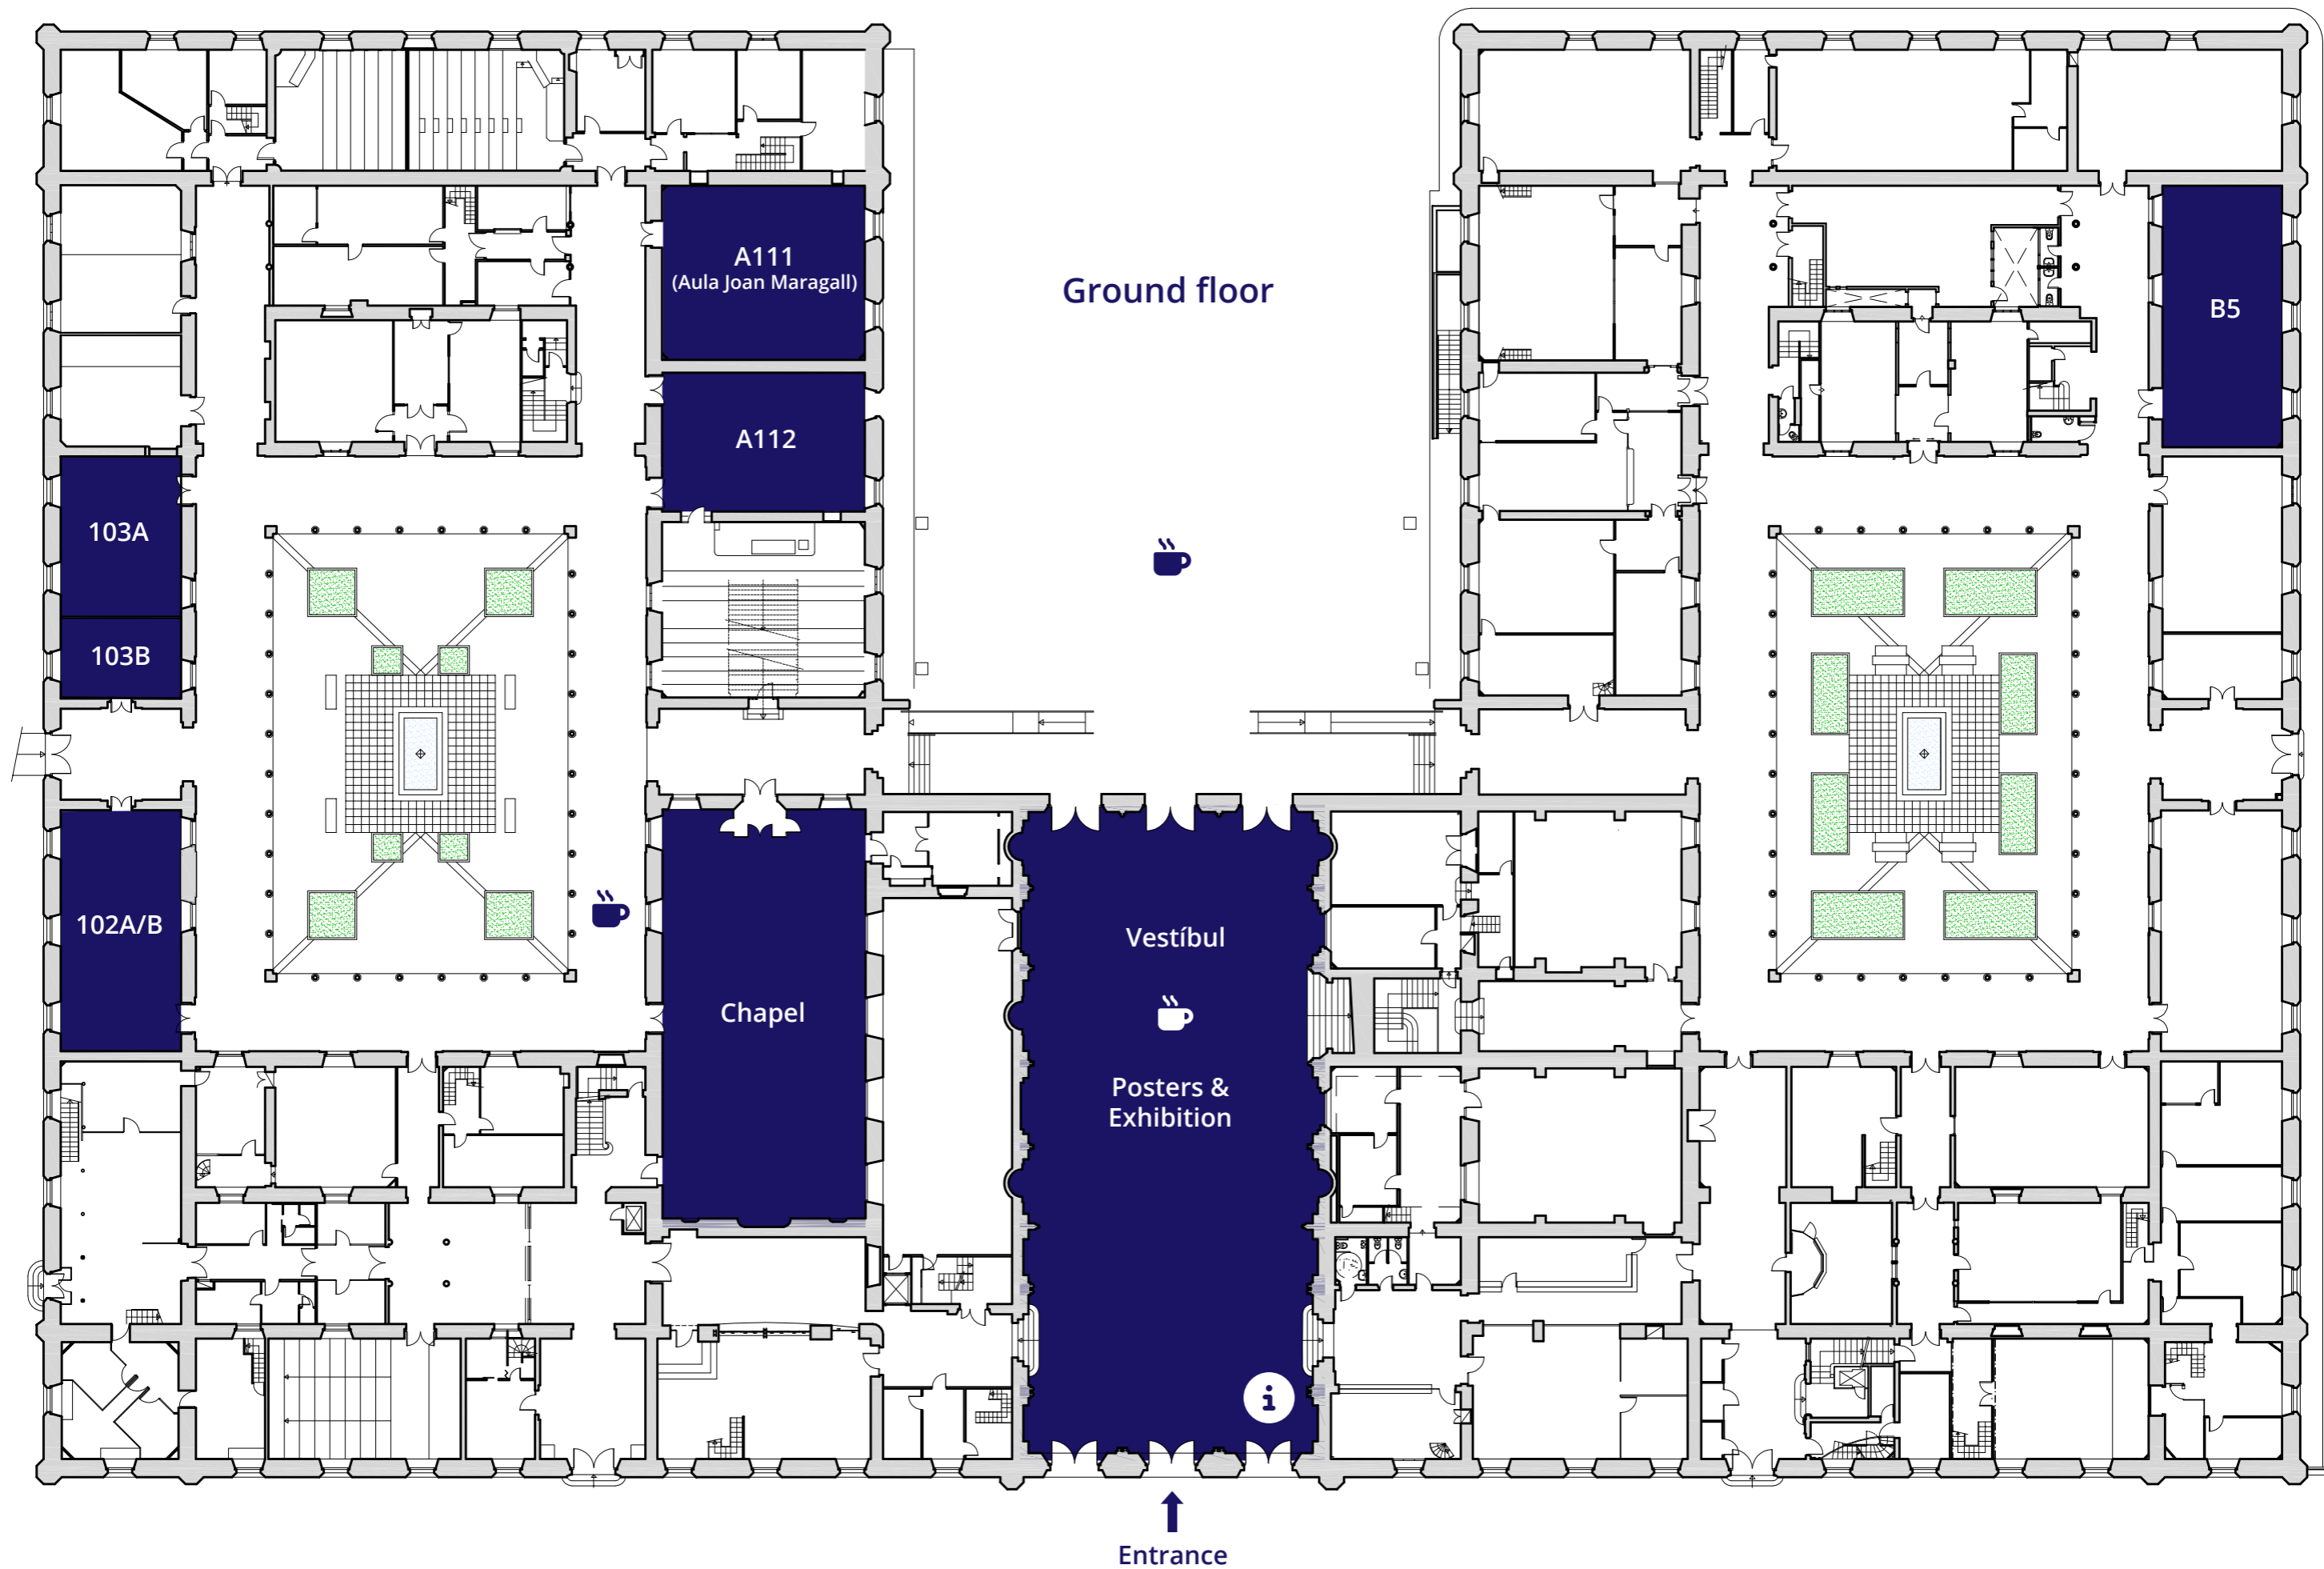 A111
(Aula Joan Maragall)
Ground floor
B5
A112
103A
103B
102A/B
Vestíbul
Chapel
Posters &
Exhibition
i
Entrance